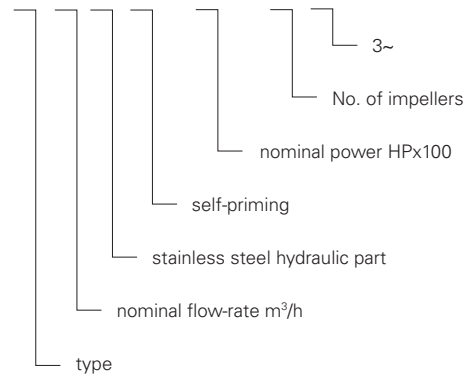 3~
No. of impellers
nominal power HPx100
self-priming
stainless steel hydraulic part
nominal flow-rate m³/h
type